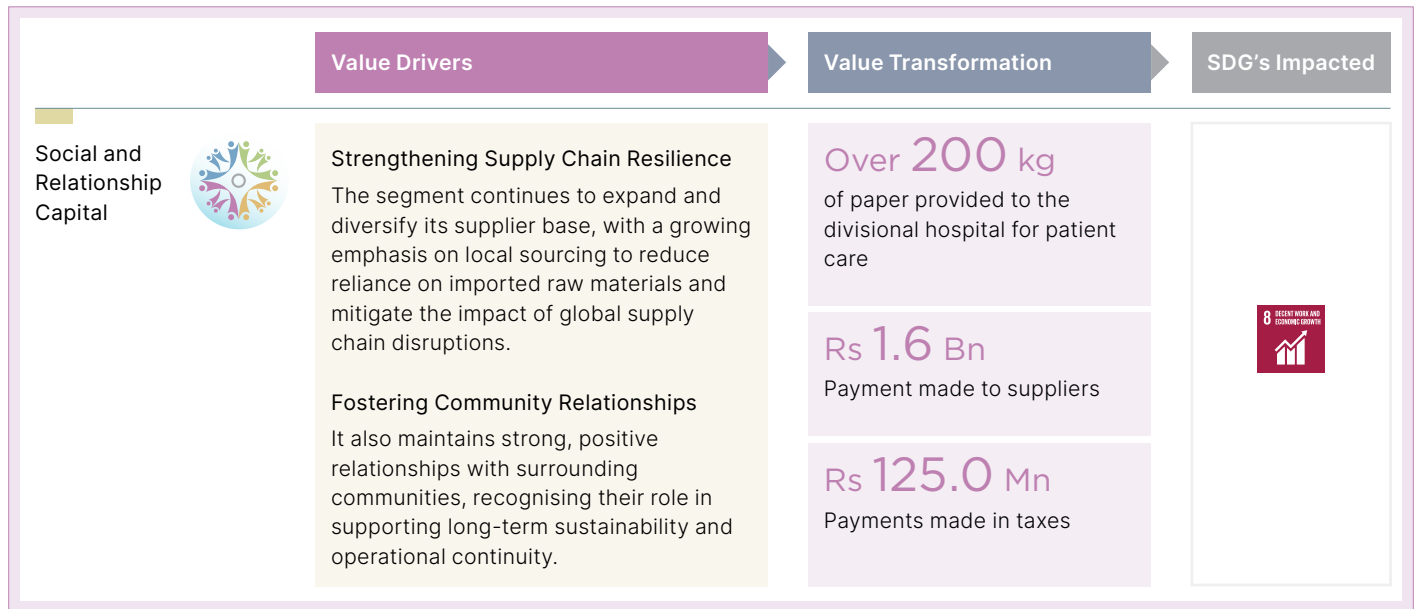 Value Drivers
Value Transformation
SDG's Impacted
Social and
Relationship
Capital
Strengthening Supply Chain Resilience
The segment continues to expand and
diversify its supplier base, with a growing
emphasis on local sourcing to reduce
reliance on imported raw materials and
mitigate the impact of global supply
chain disruptions.
Fostering Community Relationships
It also maintains strong, positive
relationships with surrounding
communities, recognising their role in
supporting long-term sustainability and
operational continuity.
Over 200 kg
of paper provided to the
divisional hospital for patient
care
Rs 1.6 Bn
Payment made to suppliers
Rs 125.0 Mn
Payments made in taxes
8 DECENT WORK AND
ECONOMIC GROWTH